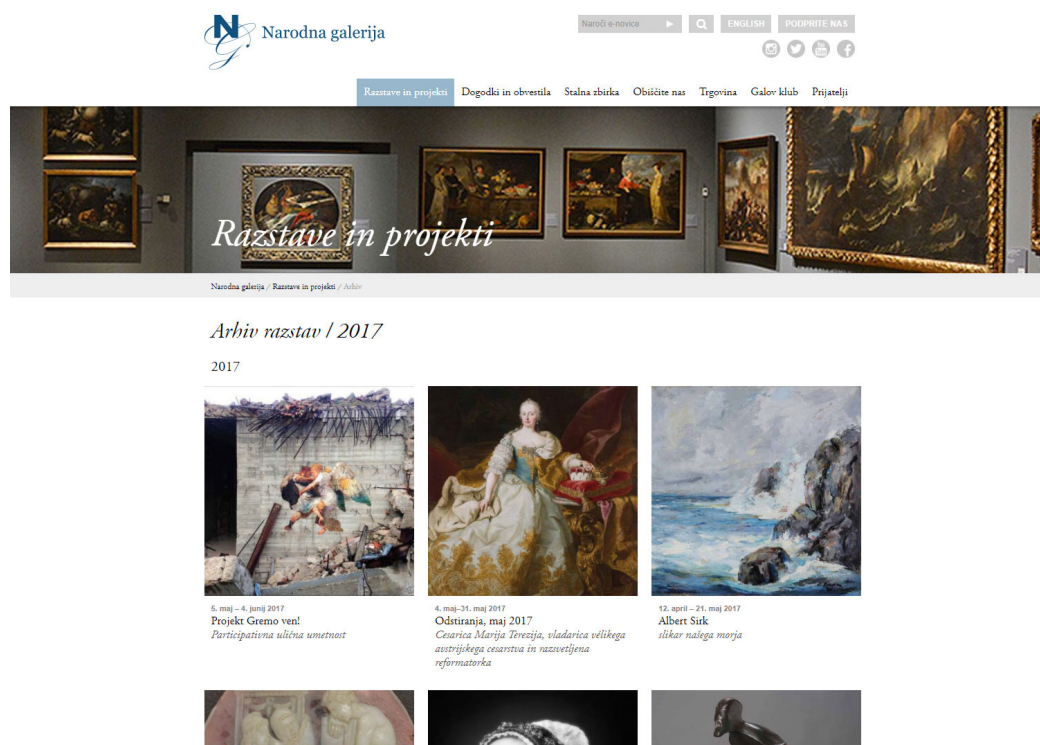 Narodna galerija
Naroči e-novice
ENGLISH
PODPRITE NAS
You
Razstave in projekti
Dogodki in obvestila
Stalna zbirka
Obiščite nas
Trgovina
Galov klub
Prijatelji
Razstave in projekti
Narodna galerija / Razstave in projekti / Arhiv
Arhiv razstav / 2017
2017
5. maj – 4. junij 2017
Projekt Gremo ven!
Participativna ulična umetnost
4. maj–31. maj 2017
Odstiranja, maj 2017
Cesarica Marija Terezija, vladarica vélikega
avstrijskega cesarstva in razsvetljena
reformatorka
12. april – 21. maj 2017
Albert Sirk
slikar našega morja